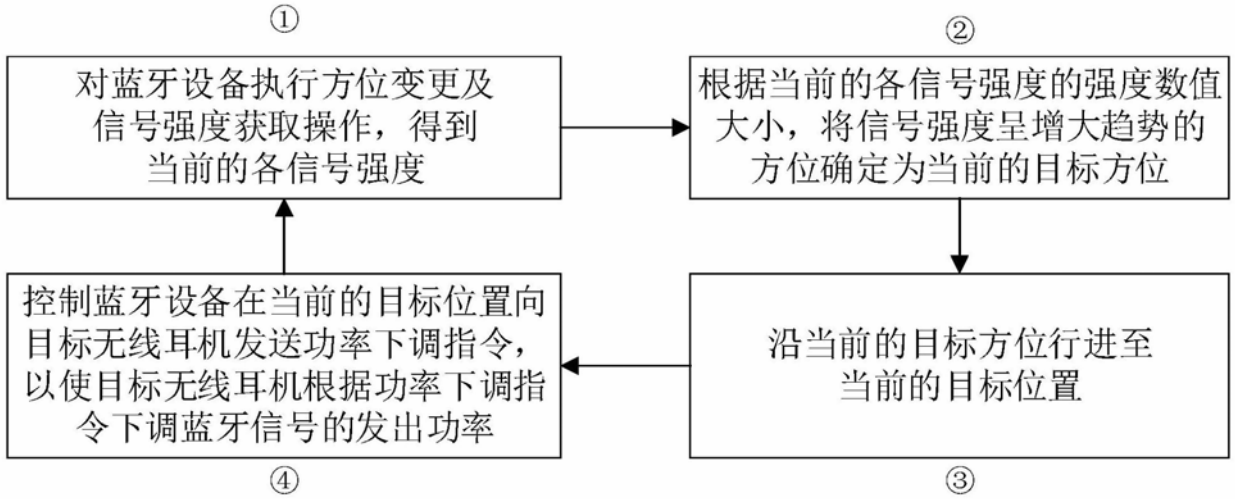 ①
对蓝牙设备执行方位变更及
信号强度获取操作，得到
当前的各信号强度
②
根据当前的各信号强度的强度数值
大小，将信号强度呈增大趋势的
方位确定为当前的目标方位
沿当前的目标方位行进至
当前的目标位置
③
控制蓝牙设备在当前的目标位置向
目标无线耳机发送功率下调指令，
以使目标无线耳机根据功率下调指
令下调蓝牙信号的发出功率
④